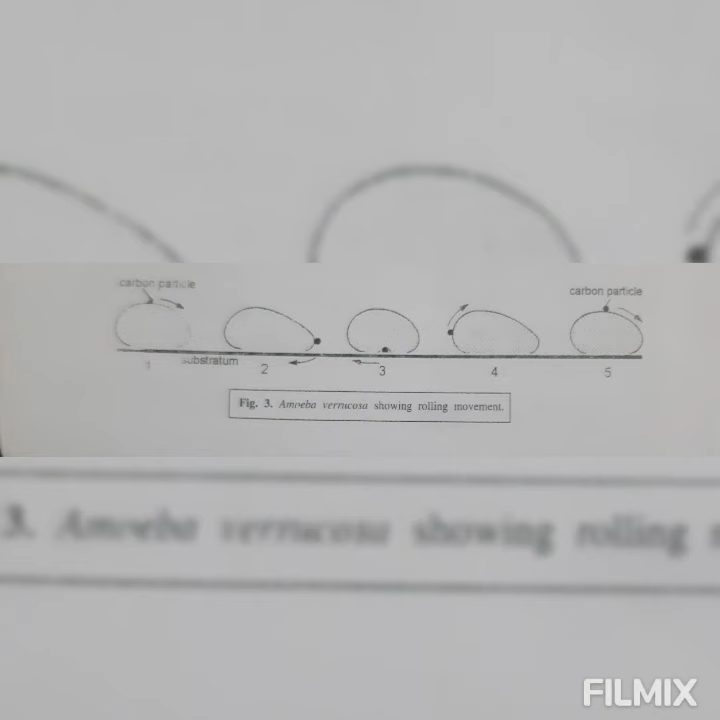 carbon particle
carbon particle
substratum
1 2 3 4 5
Fig. 3. Amoeba verrucosa showing rolling movement.
3. Amoeba verrucosa showing rolling
FILMIX